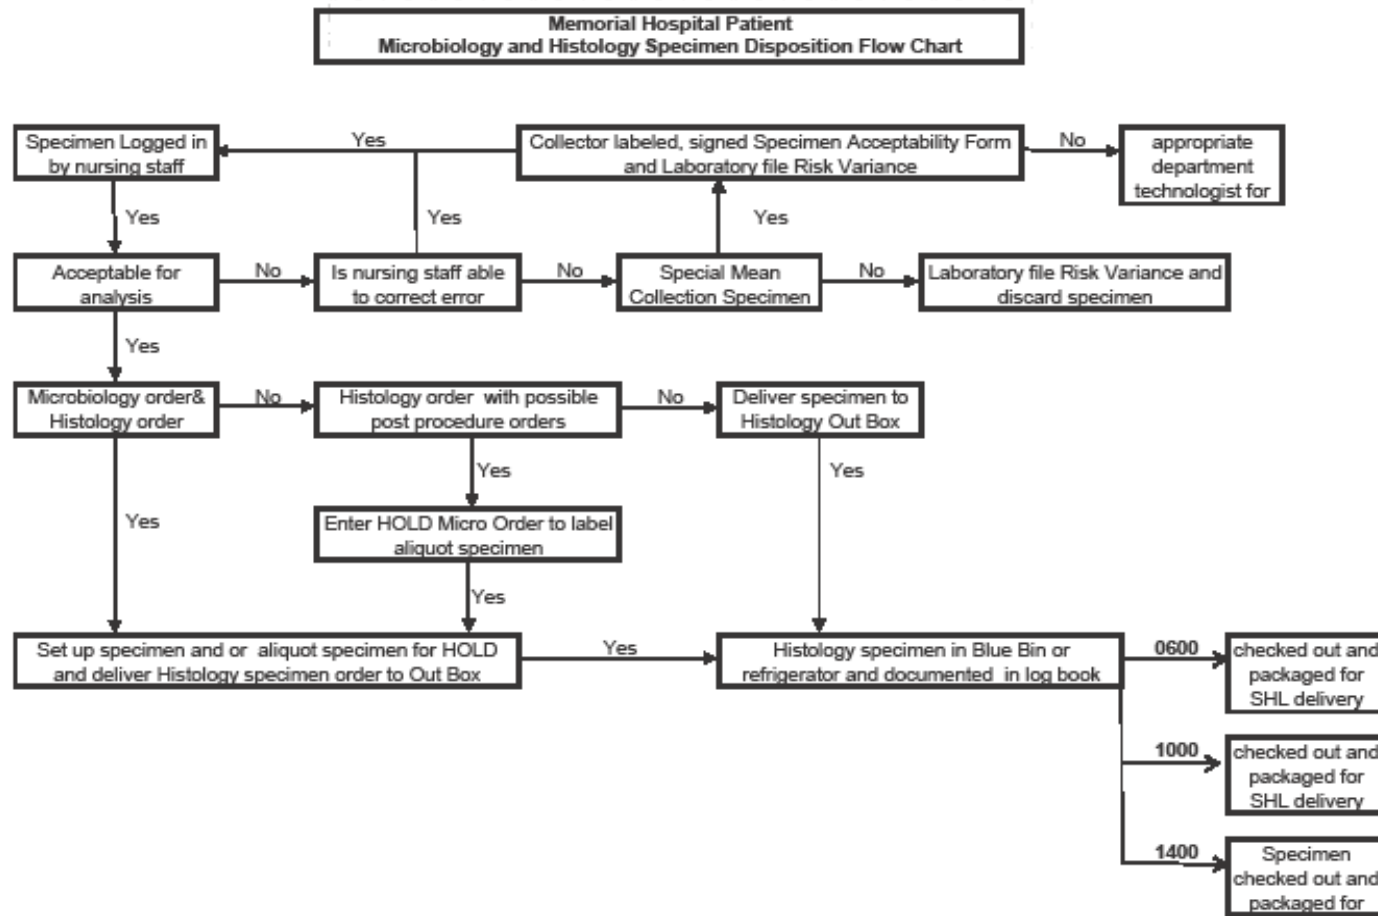 Memorial Hospital Patient
Microbiology and Histology Specimen Disposition Flow Chart
Specimen Logged in
by nursing staff
Yes
Collector labeled, signed Specimen Acceptability Form
and Laboratory file Risk Variance
No
appropriate
department
technologist for
Yes
Yes
Yes
Acceptable for
analysis
No
Is nursing staff able
to correct error
No
Special Mean
Collection Specimen
No
Laboratory file Risk Variance and
discard specimen
Yes
Microbiology order&
Histology order
No
Histology order with possible
post procedure orders
No
Deliver specimen to
Histology Out Box
Yes
Yes
Yes
Enter HOLD Micro Order to label
aliquot specimen
Yes
Set up specimen and or aliquot specimen for HOLD
and deliver Histology specimen order to Out Box
Yes
Histology specimen in Blue Bin or
refrigerator and documented in log book
0600
checked out and
packaged for
SHL delivery
1000
checked out and
packaged for
SHL delivery
1400
Specimen
checked out and
packaged for